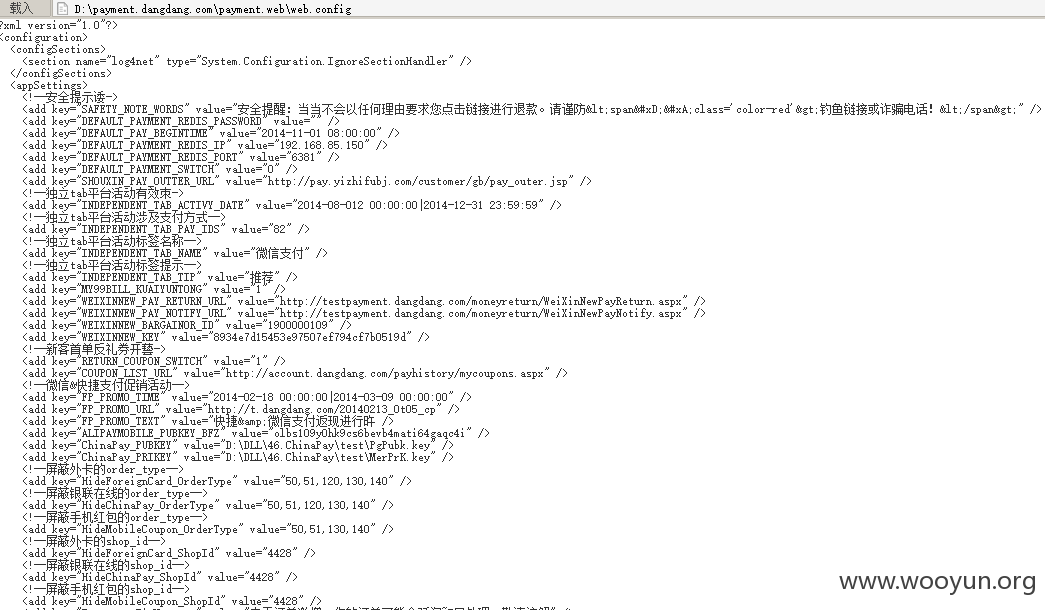 载入 D:\payment.dangdang.com\payment.web\web.config
?xml version="1.0"?>
<configuration>
<configSections>
<section name="log4net" type="System.Configuration.IgnoreSectionHandler" />
</configSections>
<appSettings>
<!--安全提示诿-->
<add key="SAFETY_NOTE_WORDS" value="安全提醒：当当不会以任何理由要求您点击链接进行退款。请谨防&lt;span&#xD;&#xA;class='color-red'&gt;钓鱼链接或诈骗电话！&lt;/span&gt;" />
<add key="DEFAULT_PAYMENT_REDIS_PASSWORD" value="" />
<add key="DEFAULT_PAY_BEGINTIME" value="2014-11-01 08:00:00" />
<add key="DEFAULT_PAYMENT_REDIS_IP" value="192.168.85.150" />
<add key="DEFAULT_PAYMENT_REDIS_PORT" value="6381" />
<add key="DEFAULT_PAYMENT_SWITCH" value="0" />
<add key="SHOUXIN_PAY_OUTTER_URL" value="http://pay.yizhifubj.com/customer/gb/pay_outer.jsp" />
<!--独立tab平台活动有效朿->
<add key="INDEPENDENT_TAB_ACTIVY_DATE" value="2014-08-012 00:00:00|2014-12-31 23:59:59" />
<!--独立tab平台活动涉及支付方式-->
<add key="INDEPENDENT_TAB_PAY_IDS" value="82" />
<!--独立tab平台活动标签名称-->
<add key="INDEPENDENT_TAB_NAME" value="微信支付" />
<!--独立tab平台活动标签提示-->
<add key="INDEPENDENT_TAB_TIP" value="推荐" />
<add key="MY99BILL_KUAIYUNTONG" value="1" />
<add key="WEIXINNEW_PAY_RETURN_URL" value="http://testpayment.dangdang.com/moneyreturn/WeiXinNewPayReturn.aspx" />
<add key="WEIXINNEW_PAY_NOTIFY_URL" value="http://testpayment.dangdang.com/moneyreturn/WeiXinNewPayNotify.aspx" />
<add key="WEIXINNEW_BARGAINOR_ID" value="1900000109" />
<add key="WEIXINNEW_KEY" value="8934e7d15453e97507ef794cf7b0519d" />
<!--新客首单反礼券开藝->
<add key="RETURN_COUPON_SWITCH" value="1" />
<add key="COUPON_LIST_URL" value="http://account.dangdang.com/payhistory/mycoupons.aspx" />
<!--微信&快捷支付促销活动-->
<add key="FP_PROMO_TIME" value="2014-02-18 00:00:00|2014-03-09 00:00:00" />
<add key="FP_PROMO_URL" value="http://t.dangdang.com/20140213_0t05_cp" />
<add key="FP_PROMO_TEXT" value="快捷&amp;微信支付返现进行旿 />
<add key="ALIPAYMOBILE_PUBKEY_BFZ" value="olbs109y0hk9cs6bevb4mati64gaqc4i" />
<add key="ChinaPay_PUBKEY" value="D:\DLL\46.ChinaPay\test\PgPubk.key" />
<add key="ChinaPay_PRIKEY" value="D:\DLL\46.ChinaPay\test\MerPrK.key" />
<!--屏蔽外卡的order_type-->
<add key="HideForeignCard_OrderType" value="50,51,120,130,140" />
<!--屏蔽银联在线的order_type-->
<add key="HideChinaPay_OrderType" value="50,51,120,130,140" />
<!--屏蔽手机红包的order_type-->
<add key="HideMobileCoupon_OrderType" value="50,51,130,140" />
<!--屏蔽外卡的shop_id-->
<add key="HideForeignCard_ShopId" value="4428" />
<!--屏蔽银联在线的shop_id-->
<add key="HideChinaPay_ShopId" value="4428" />
<!--屏蔽手机红包的shop_id-->
<add key="HideMobileCoupon_ShopId" value="4428" />
www.wooyun.org